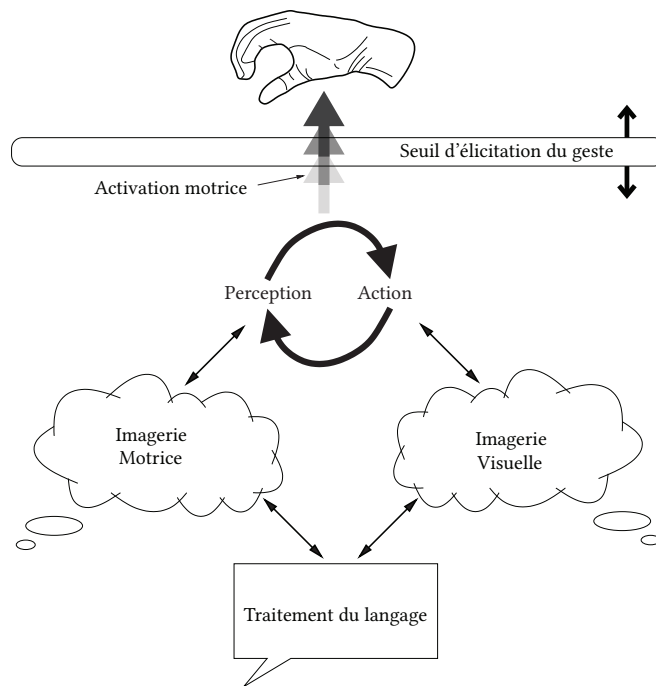 Seuil d'élicitation du geste
Activation motrice
Perception
Action
Imagerie
Motrice
Imagerie
Visuelle
Traitement du langage